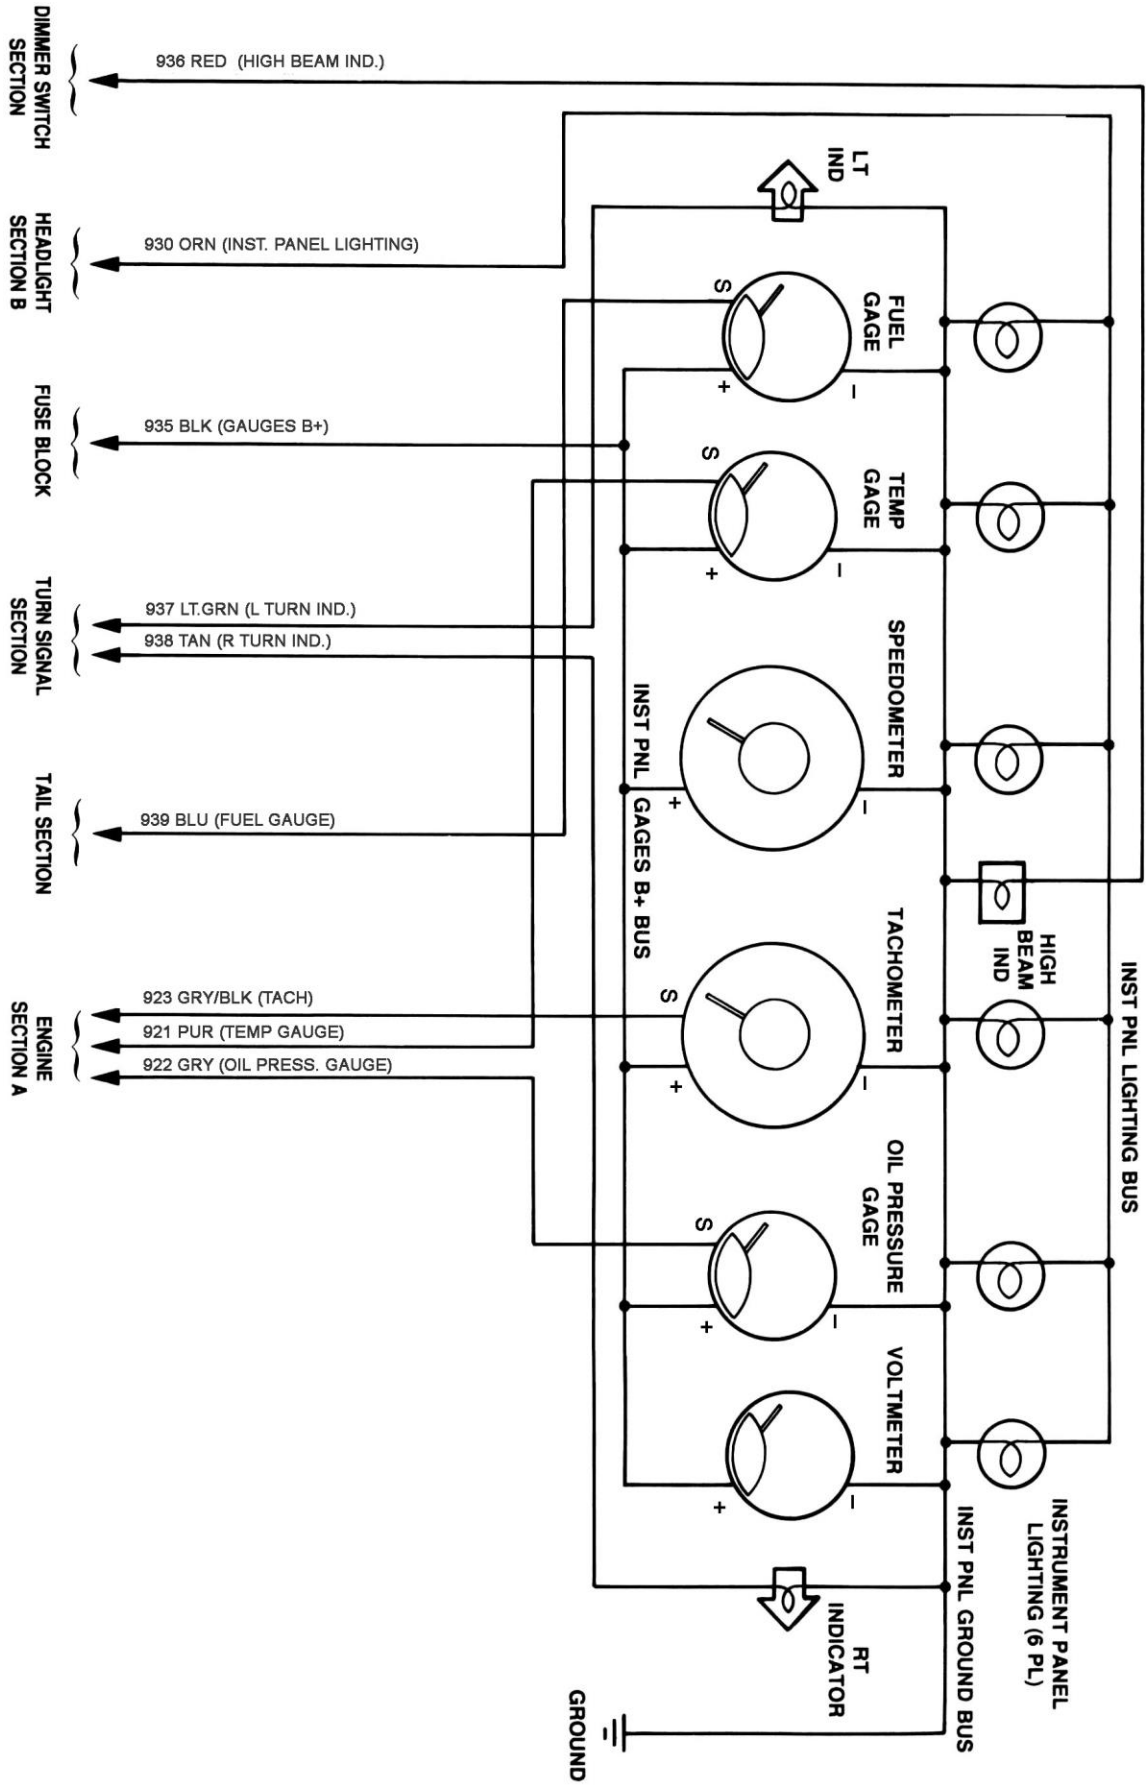 936 RED (HIGH BEAM IND.)
930 ORN (INST. PANEL LIGHTING)
935 BLK (GAUGES B+)
937 LT.GRN (L TURN IND.)
938 TAN (R TURN IND.)
939 BLU (FUEL GAUGE)
923 GRY/BLK (TACH)
921 PUR (TEMP GAUGE)
922 GRY (OIL PRESS. GAUGE)
DIMMER SWITCH
SECTION
HEADLIGHT
SECTION B
FUSE BLOCK
TURN SIGNAL
SECTION
TAIL SECTION
ENGINE
SECTION A
LT
IND
FUEL
GAGE
S
+
−
TEMP
GAGE
S
+
−
SPEEDOMETER
+
−
TACHOMETER
S
+
−
OIL PRESSURE
GAGE
S
+
−
VOLTMETER
+
−
RT
INDICATOR
HIGH
BEAM
IND
INST PNL GAGES B+ BUS
INST PNL LIGHTING BUS
INSTRUMENT PANEL
LIGHTING (6 PL)
INST PNL GROUND BUS
GROUND